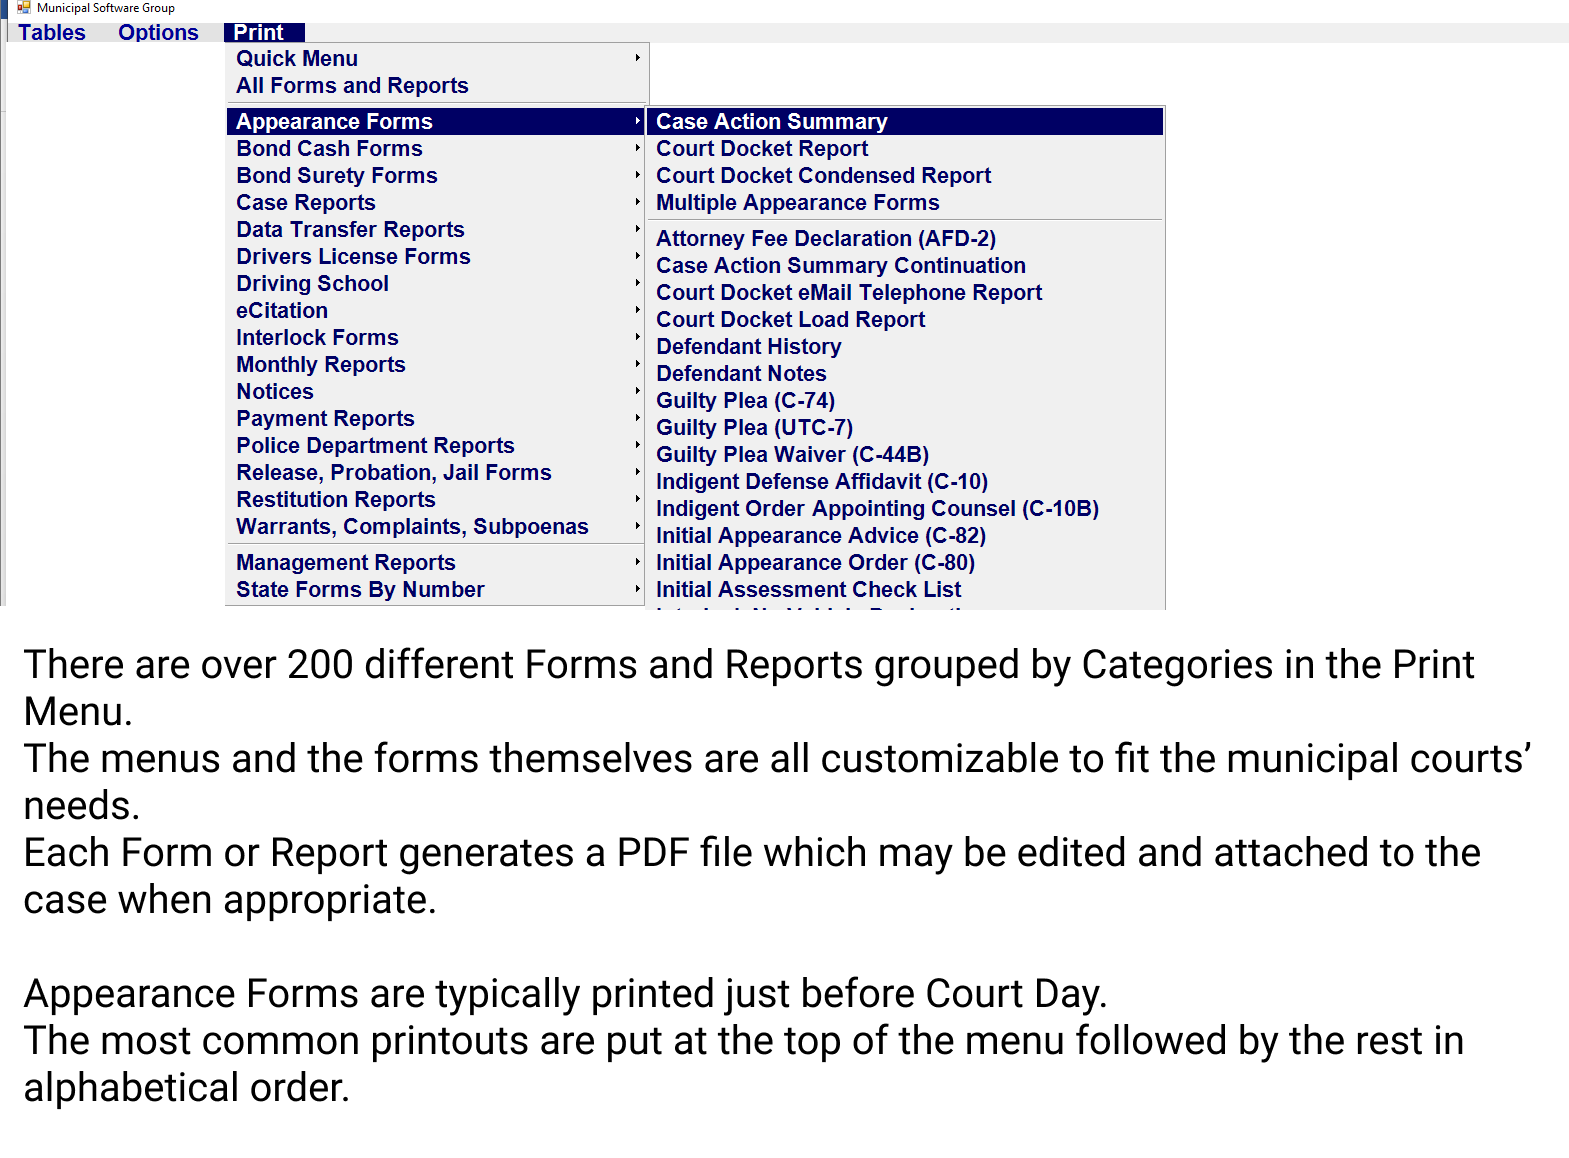 Municipal Software Group
Tables Options Print
Quick Menu
All Forms and Reports
Appearance Forms
Bond Cash Forms
Bond Surety Forms
Case Reports
Data Transfer Reports
Drivers License Forms
Driving School
eCitation
Interlock Forms
Monthly Reports
Notices
Payment Reports
Police Department Reports
Release, Probation, Jail Forms
Restitution Reports
Warrants, Complaints, Subpoenas
Management Reports
State Forms By Number
Case Action Summary
Court Docket Report
Court Docket Condensed Report
Multiple Appearance Forms
Attorney Fee Declaration (AFD-2)
Case Action Summary Continuation
Court Docket eMail Telephone Report
Court Docket Load Report
Defendant History
Defendant Notes
Guilty Plea (C-74)
Guilty Plea (UTC-7)
Guilty Plea Waiver (C-44B)
Indigent Defense Affidavit (C-10)
Indigent Order Appointing Counsel (C-10B)
Initial Appearance Advice (C-82)
Initial Appearance Order (C-80)
Initial Assessment Check List
There are over 200 different Forms and Reports grouped by Categories in the Print
Menu.
The menus and the forms themselves are all customizable to fit the municipal courts’
needs.
Each Form or Report generates a PDF file which may be edited and attached to the
case when appropriate.
Appearance Forms are typically printed just before Court Day.
The most common printouts are put at the top of the menu followed by the rest in
alphabetical order.